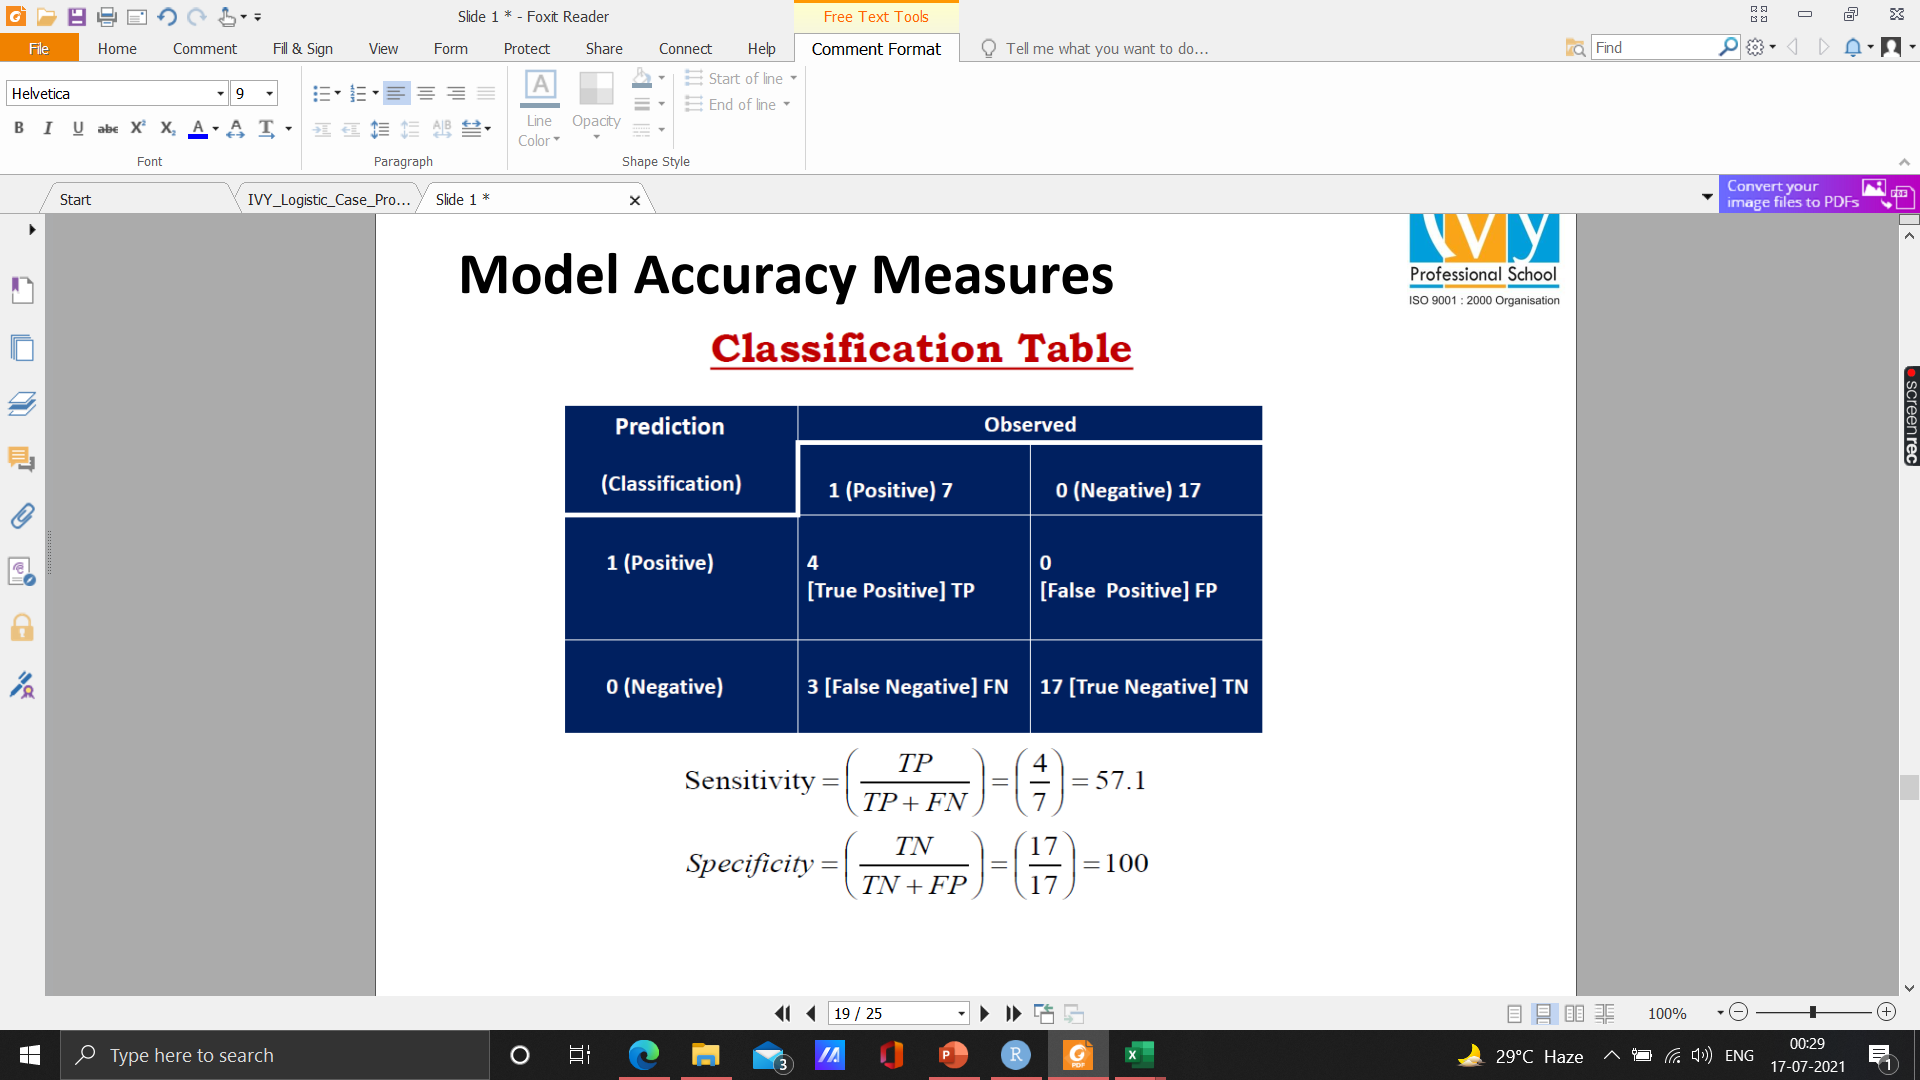 Slide 1 * - Foxit Reader
Free Text Tools
File Home Comment Fill & Sign View Form Protect Share Connect Help Comment Format Tell me what you want to do... Find
Helvetica 9
Start of line
End of line
B I U abc X² X₂ A A T
Line Color
Opacity
Font Paragraph Shape Style
Start IVY_Logistic_Case_Pro... Slide 1 *
Convert your
image files to PDFs
Model Accuracy Measures
ivy
Professional School
ISO 9001 : 2000 Organisation
Classification Table
Prediction
(Classification)
Observed
1 (Positive) 7 0 (Negative) 17
1 (Positive)
4
[True Positive] TP
0
[False Positive] FP
0 (Negative) 3 [False Negative] FN 17 [True Negative] TN
Sensitivity = (TP / (TP + FN)) = (4 / 7) = 57.1
Specificity = (TN / (TN + FP)) = (17 / 17) = 100
screenrec
19 / 25
100%
Type here to search
3
29°C Haze
ENG
00:29
17-07-2021
1